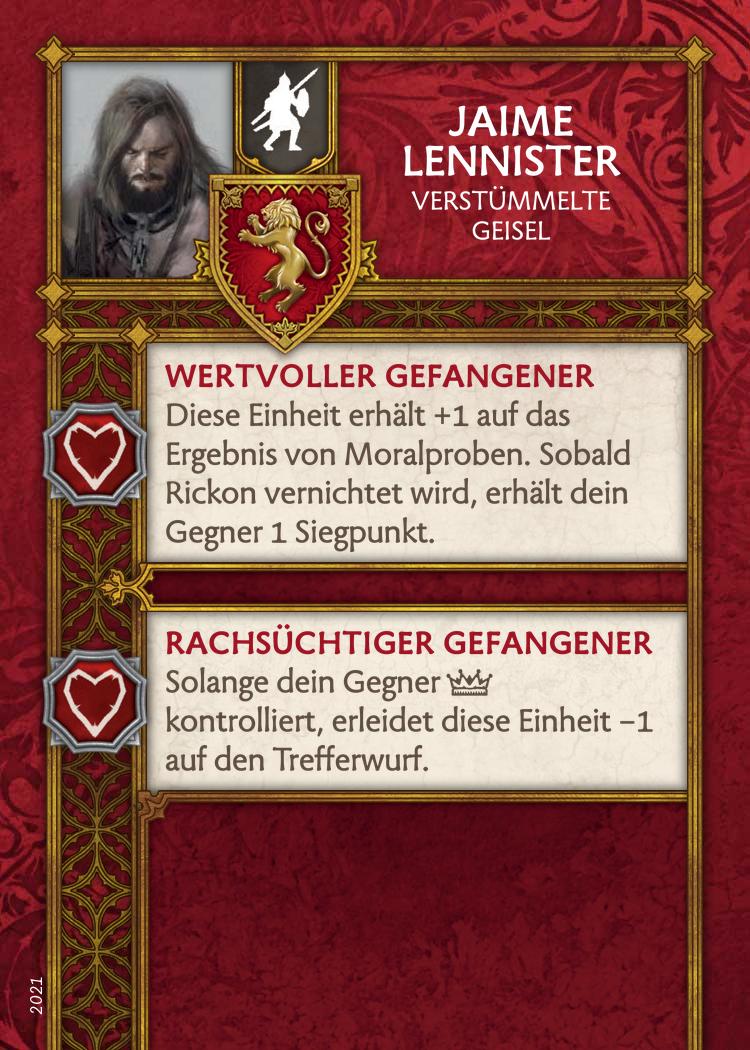 JAIME
LENNISTER
VERSTÜMMELTE
GEISEL
WERTVOLLER GEFANGENER
Diese Einheit erhält +1 auf das
Ergebnis von Moralproben. Sobald
Rickon vernichtet wird, erhält dein
Gegner 1 Siegpunkt.
RACHSÜCHTIGER GEFANGENER
Solange dein Gegner
kontrolliert, erleidet diese Einheit –1
auf den Trefferwurf.
2021